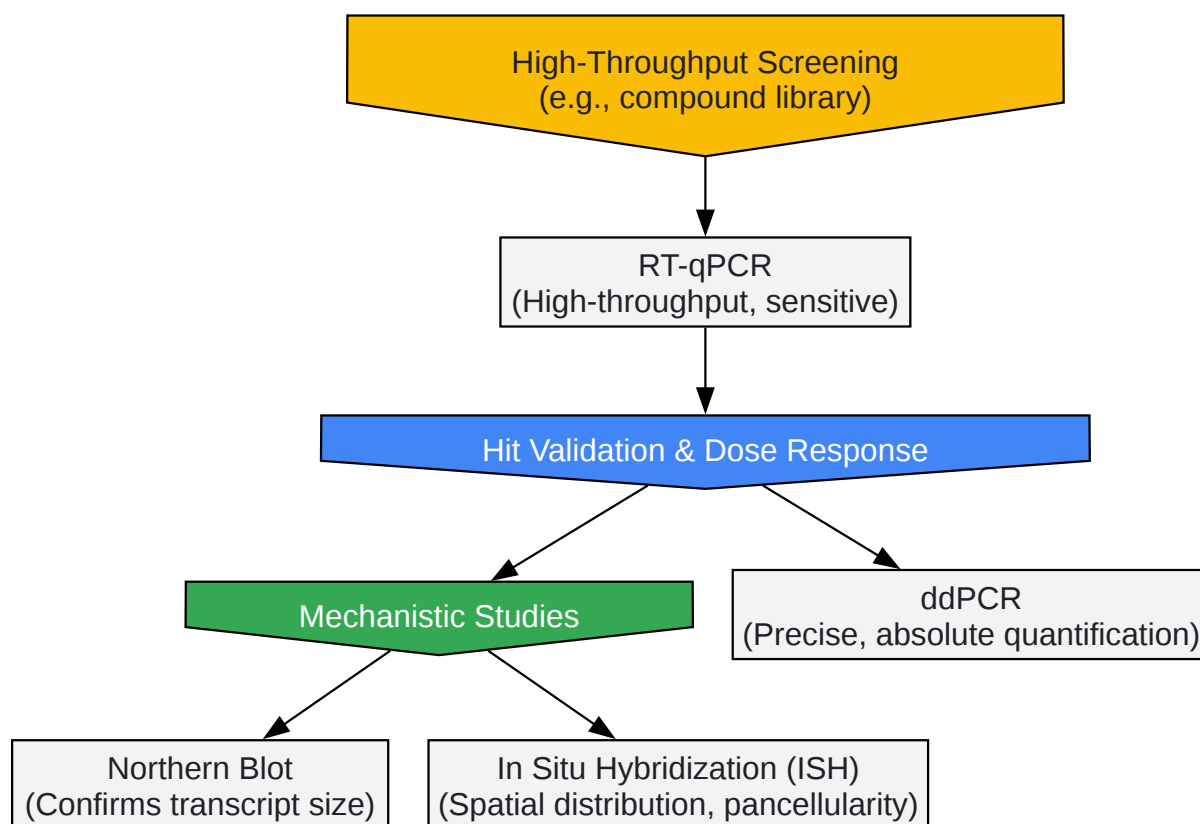 High-Throughput Screening
(e.g., compound library)
RT-qPCR
(High-throughput, sensitive)
Hit Validation & Dose Response
Mechanistic Studies
ddPCR
(Precise, absolute quantification)
Northern Blot
(Confirms transcript size)
In Situ Hybridization (ISH)
(Spatial distribution, pancellularity)